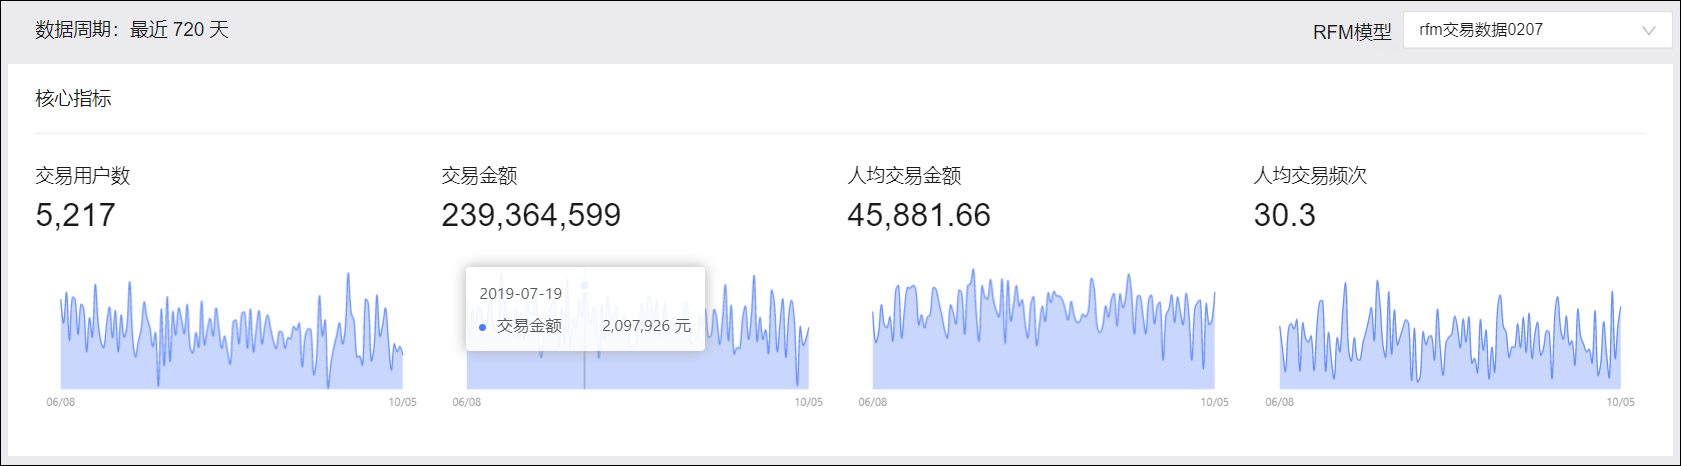 数据周期：最近 720 天
RFM模型
rfm交易数据0207
核心指标
交易用户数
5,217
06/08
10/05
交易金额
239,364,599
2019-07-19
交易金额 2,097,926 元
06/08
10/05
人均交易金额
45,881.66
06/08
10/05
人均交易频次
30.3
06/08
10/05